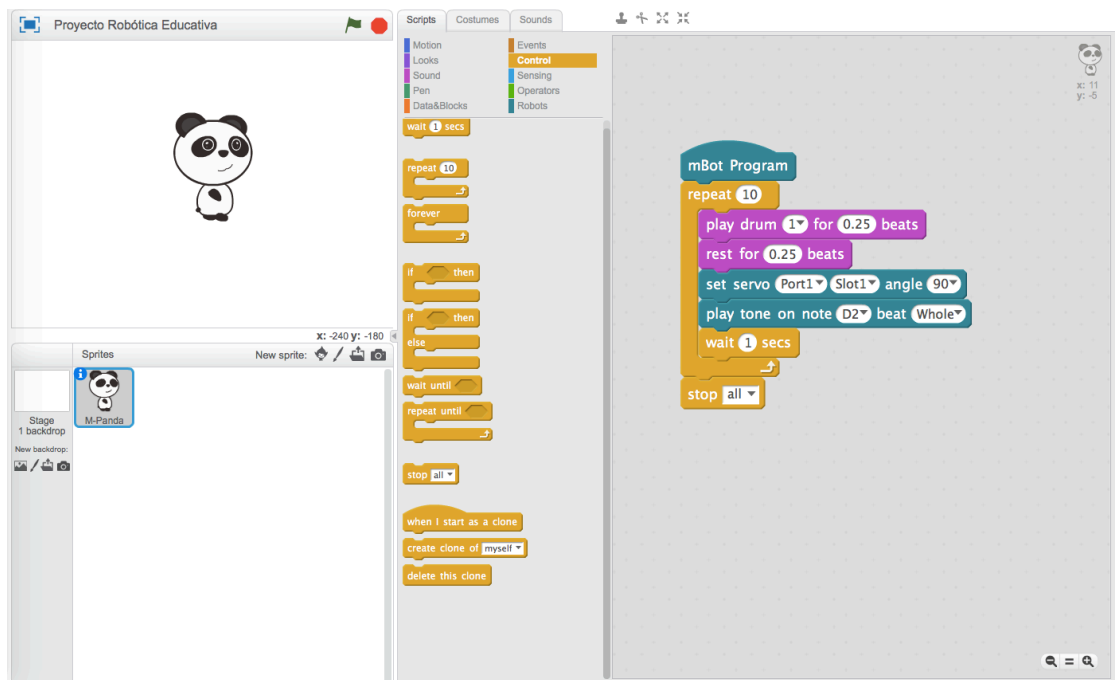 Proyecto Robótica Educativa
x: -240 y: -180
Sprites
New sprite:
Stage
1 backdrop
New backdrop:
M-Panda
Scripts
Costumes
Sounds
Motion
Looks
Sound
Pen
Data&Blocks
Events
Control
Sensing
Operators
Robots
wait 1 secs
repeat 10
forever
if then
if then
else
wait until
repeat until
stop all
when I start as a clone
create clone of myself
delete this clone
x: 11
y: -5
mBot Program
repeat 10
play drum 1 for 0.25 beats
rest for 0.25 beats
set servo Port1 Slot1 angle 90
play tone on note D2 beat Whole
wait 1 secs
stop all